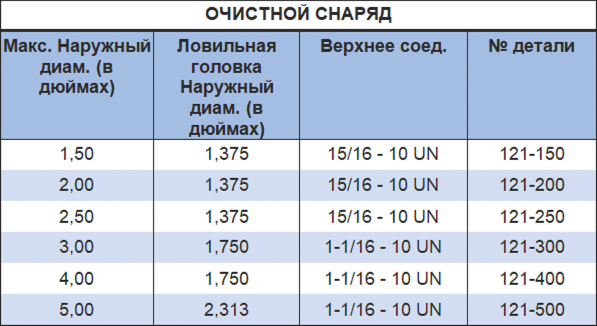 ОЧИСТНОЙ СНАРЯД
Макс. Наружный диам. (в дюймах) Ловильная головка Наружный диам. (в дюймах) Верхнее соед. № детали
1,50 1,375 15/16 - 10 UN 121-150
2,00 1,375 15/16 - 10 UN 121-200
2,50 1,375 15/16 - 10 UN 121-250
3,00 1,750 1-1/16 - 10 UN 121-300
4,00 1,750 1-1/16 - 10 UN 121-400
5,00 2,313 1-1/16 - 10 UN 121-500